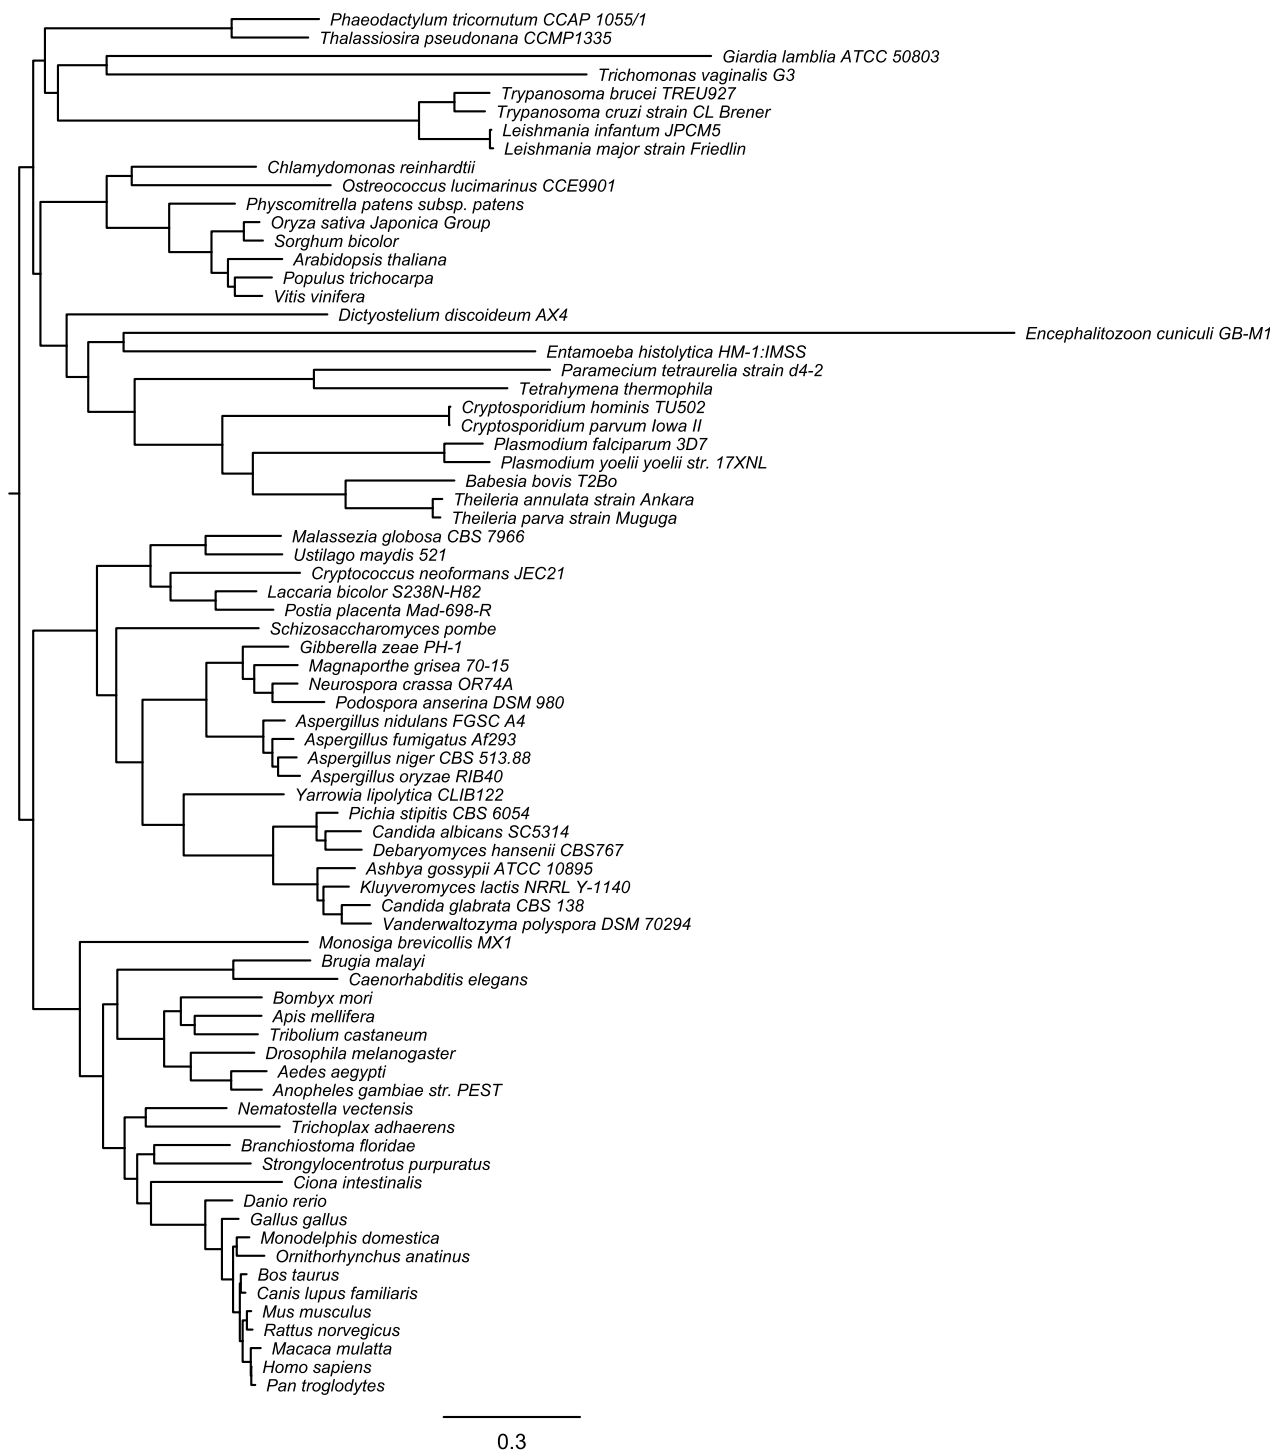 Phaeodactylum tricornutum CCAP 1055/1
Thalassiosira pseudonana CCMP1335
Giardia lamblia ATCC 50803
Trichomonas vaginalis G3
Trypanosoma brucei TREU927
Trypanosoma cruzi strain CL Brener
Leishmania infantum JPCM5
Leishmania major strain Friedlin
Chlamydomonas reinhardtii
Ostreococcus lucimarinus CCE9901
Physcomitrella patens subsp. patens
Oryza sativa Japonica Group
Sorghum bicolor
Arabidopsis thaliana
Populus trichocarpa
Vitis vinifera
Dictyostelium discoideum AX4
Encephalitozoon cuniculi GB-M1
Entamoeba histolytica HM-1:IMSS
Paramecium tetraurelia strain d4-2
Tetrahymena thermophila
Cryptosporidium hominis TU502
Cryptosporidium parvum Iowa II
Plasmodium falciparum 3D7
Plasmodium yoelii yoelii str. 17XNL
Babesia bovis T2Bo
Theileria annulata strain Ankara
Theileria parva strain Muguga
Malassezia globosa CBS 7966
Ustilago maydis 521
Cryptococcus neoformans JEC21
Laccaria bicolor S238N-H82
Postia placenta Mad-698-R
Schizosaccharomyces pombe
Gibberella zeae PH-1
Magnaporthe grisea 70-15
Neurospora crassa OR74A
Podospora anserina DSM 980
Aspergillus nidulans FGSC A4
Aspergillus fumigatus Af293
Aspergillus niger CBS 513.88
Aspergillus oryzae RIB40
Yarrowia lipolytica CLIB122
Pichia stipitis CBS 6054
Candida albicans SC5314
Debaryomyces hansenii CBS767
Ashbya gossypii ATCC 10895
Kluyveromyces lactis NRRL Y-1140
Candida glabrata CBS 138
Vanderwaltozyma polyspora DSM 70294
Monosiga brevicollis MX1
Brugia malayi
Caenorhabditis elegans
Bombyx mori
Apis mellifera
Tribolium castaneum
Drosophila melanogaster
Aedes aegypti
Anopheles gambiae str. PEST
Nematostella vectensis
Trichoplax adhaerens
Branchiostoma floridae
Strongylocentrotus purpuratus
Ciona intestinalis
Danio rerio
Gallus gallus
Monodelphis domestica
Ornithorhynchus anatinus
Bos taurus
Canis lupus familiaris
Mus musculus
Rattus norvegicus
Macaca mulatta
Homo sapiens
Pan troglodytes
0.3